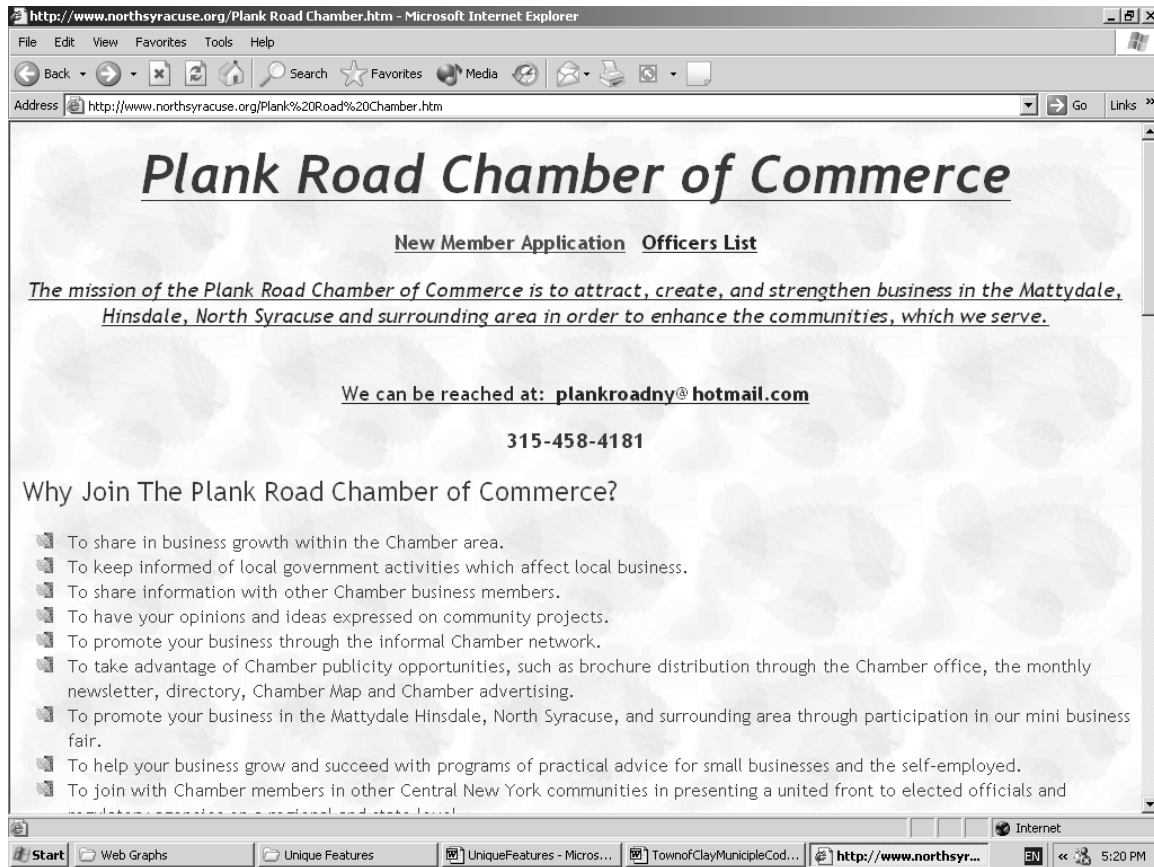 http://www.northsyracuse.org/Plank Road Chamber.htm - Microsoft Internet Explorer
File Edit View Favorites Tools Help
Back Search Favorites Media
Address http://www.northsyracuse.org/Plank%20Road%20Chamber.htm Go Links »
Plank Road Chamber of Commerce
New Member Application Officers List
The mission of the Plank Road Chamber of Commerce is to attract, create, and strengthen business in the Mattydale,
Hinsdale, North Syracuse and surrounding area in order to enhance the communities, which we serve.
We can be reached at: plankroadny@hotmail.com
315-458-4181
Why Join The Plank Road Chamber of Commerce?
To share in business growth within the Chamber area.
To keep informed of local government activities which affect local business.
To share information with other Chamber business members.
To have your opinions and ideas expressed on community projects.
To promote your business through the informal Chamber network.
To take advantage of Chamber publicity opportunities, such as brochure distribution through the Chamber office, the monthly
newsletter, directory, Chamber Map and Chamber advertising.
To promote your business in the Mattydale Hinsdale, North Syracuse, and surrounding area through participation in our mini business
fair.
To help your business grow and succeed with programs of practical advice for small businesses and the self-employed.
To join with Chamber members in other Central New York communities in presenting a united front to elected officials and
Internet
Start Web Graphs Unique Features UniqueFeatures - Micros... TownofClayMunicipleCod... http://www.northsyr... EN « 5:20 PM